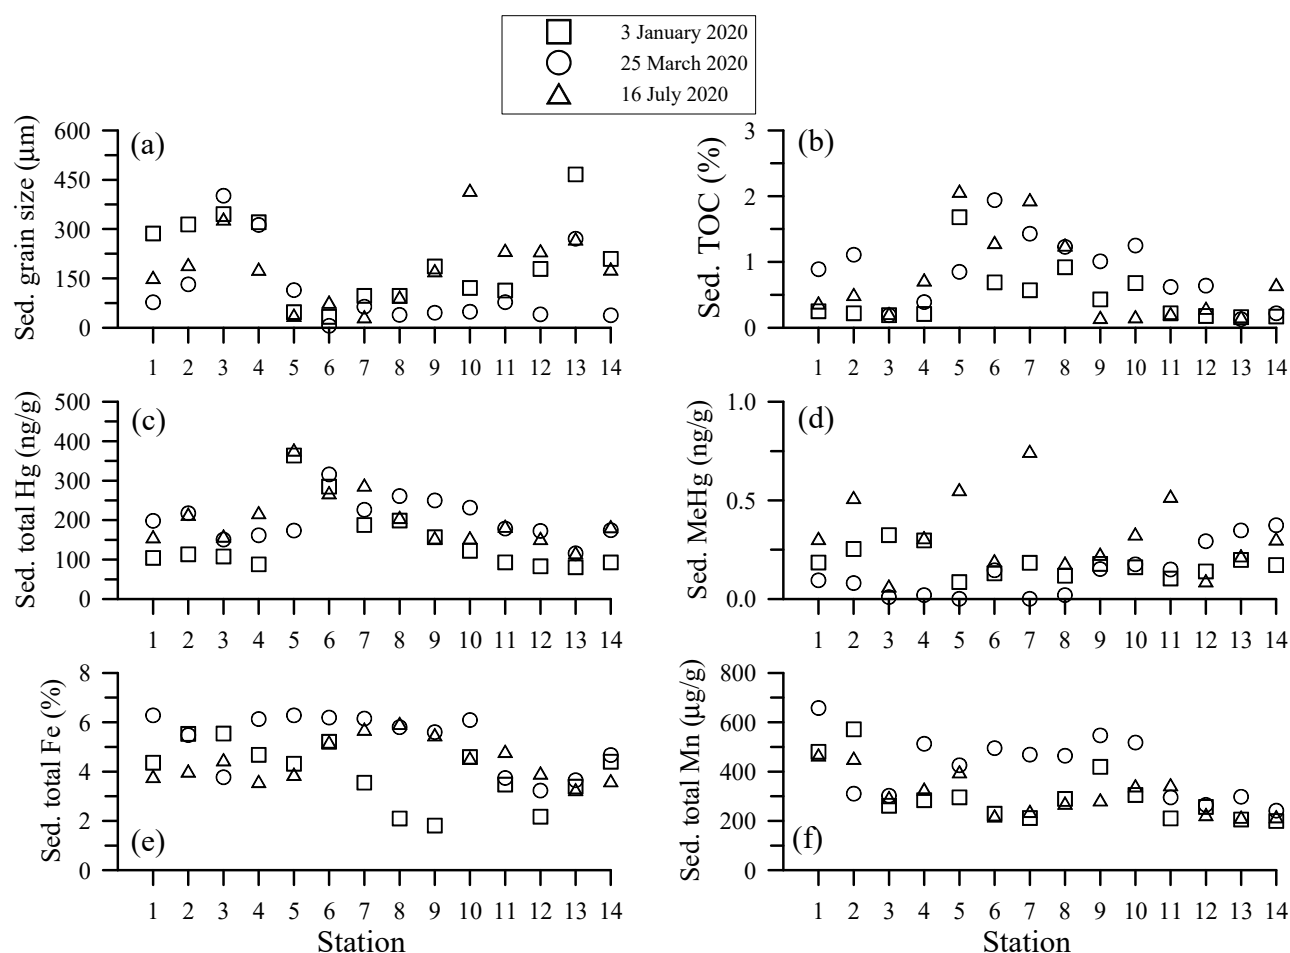 3 January 2020
25 March 2020
16 July 2020
(a)
Sed. grain size (μm)
600
450
300
150
0
1 2 3 4 5 6 7 8 9 10 11 12 13 14
(b)
Sed. TOC (%)
3
2
1
0
1 2 3 4 5 6 7 8 9 10 11 12 13 14
(c)
Sed. total Hg (ng/g)
500
400
300
200
100
0
1 2 3 4 5 6 7 8 9 10 11 12 13 14
(d)
Sed. MeHg (ng/g)
1.0
0.5
0.0
1 2 3 4 5 6 7 8 9 10 11 12 13 14
(e)
Sed. total Fe (%)
8
6
4
2
0
1 2 3 4 5 6 7 8 9 10 11 12 13 14
Station
(f)
Sed. total Mn (μg/g)
800
600
400
200
0
1 2 3 4 5 6 7 8 9 10 11 12 13 14
Station